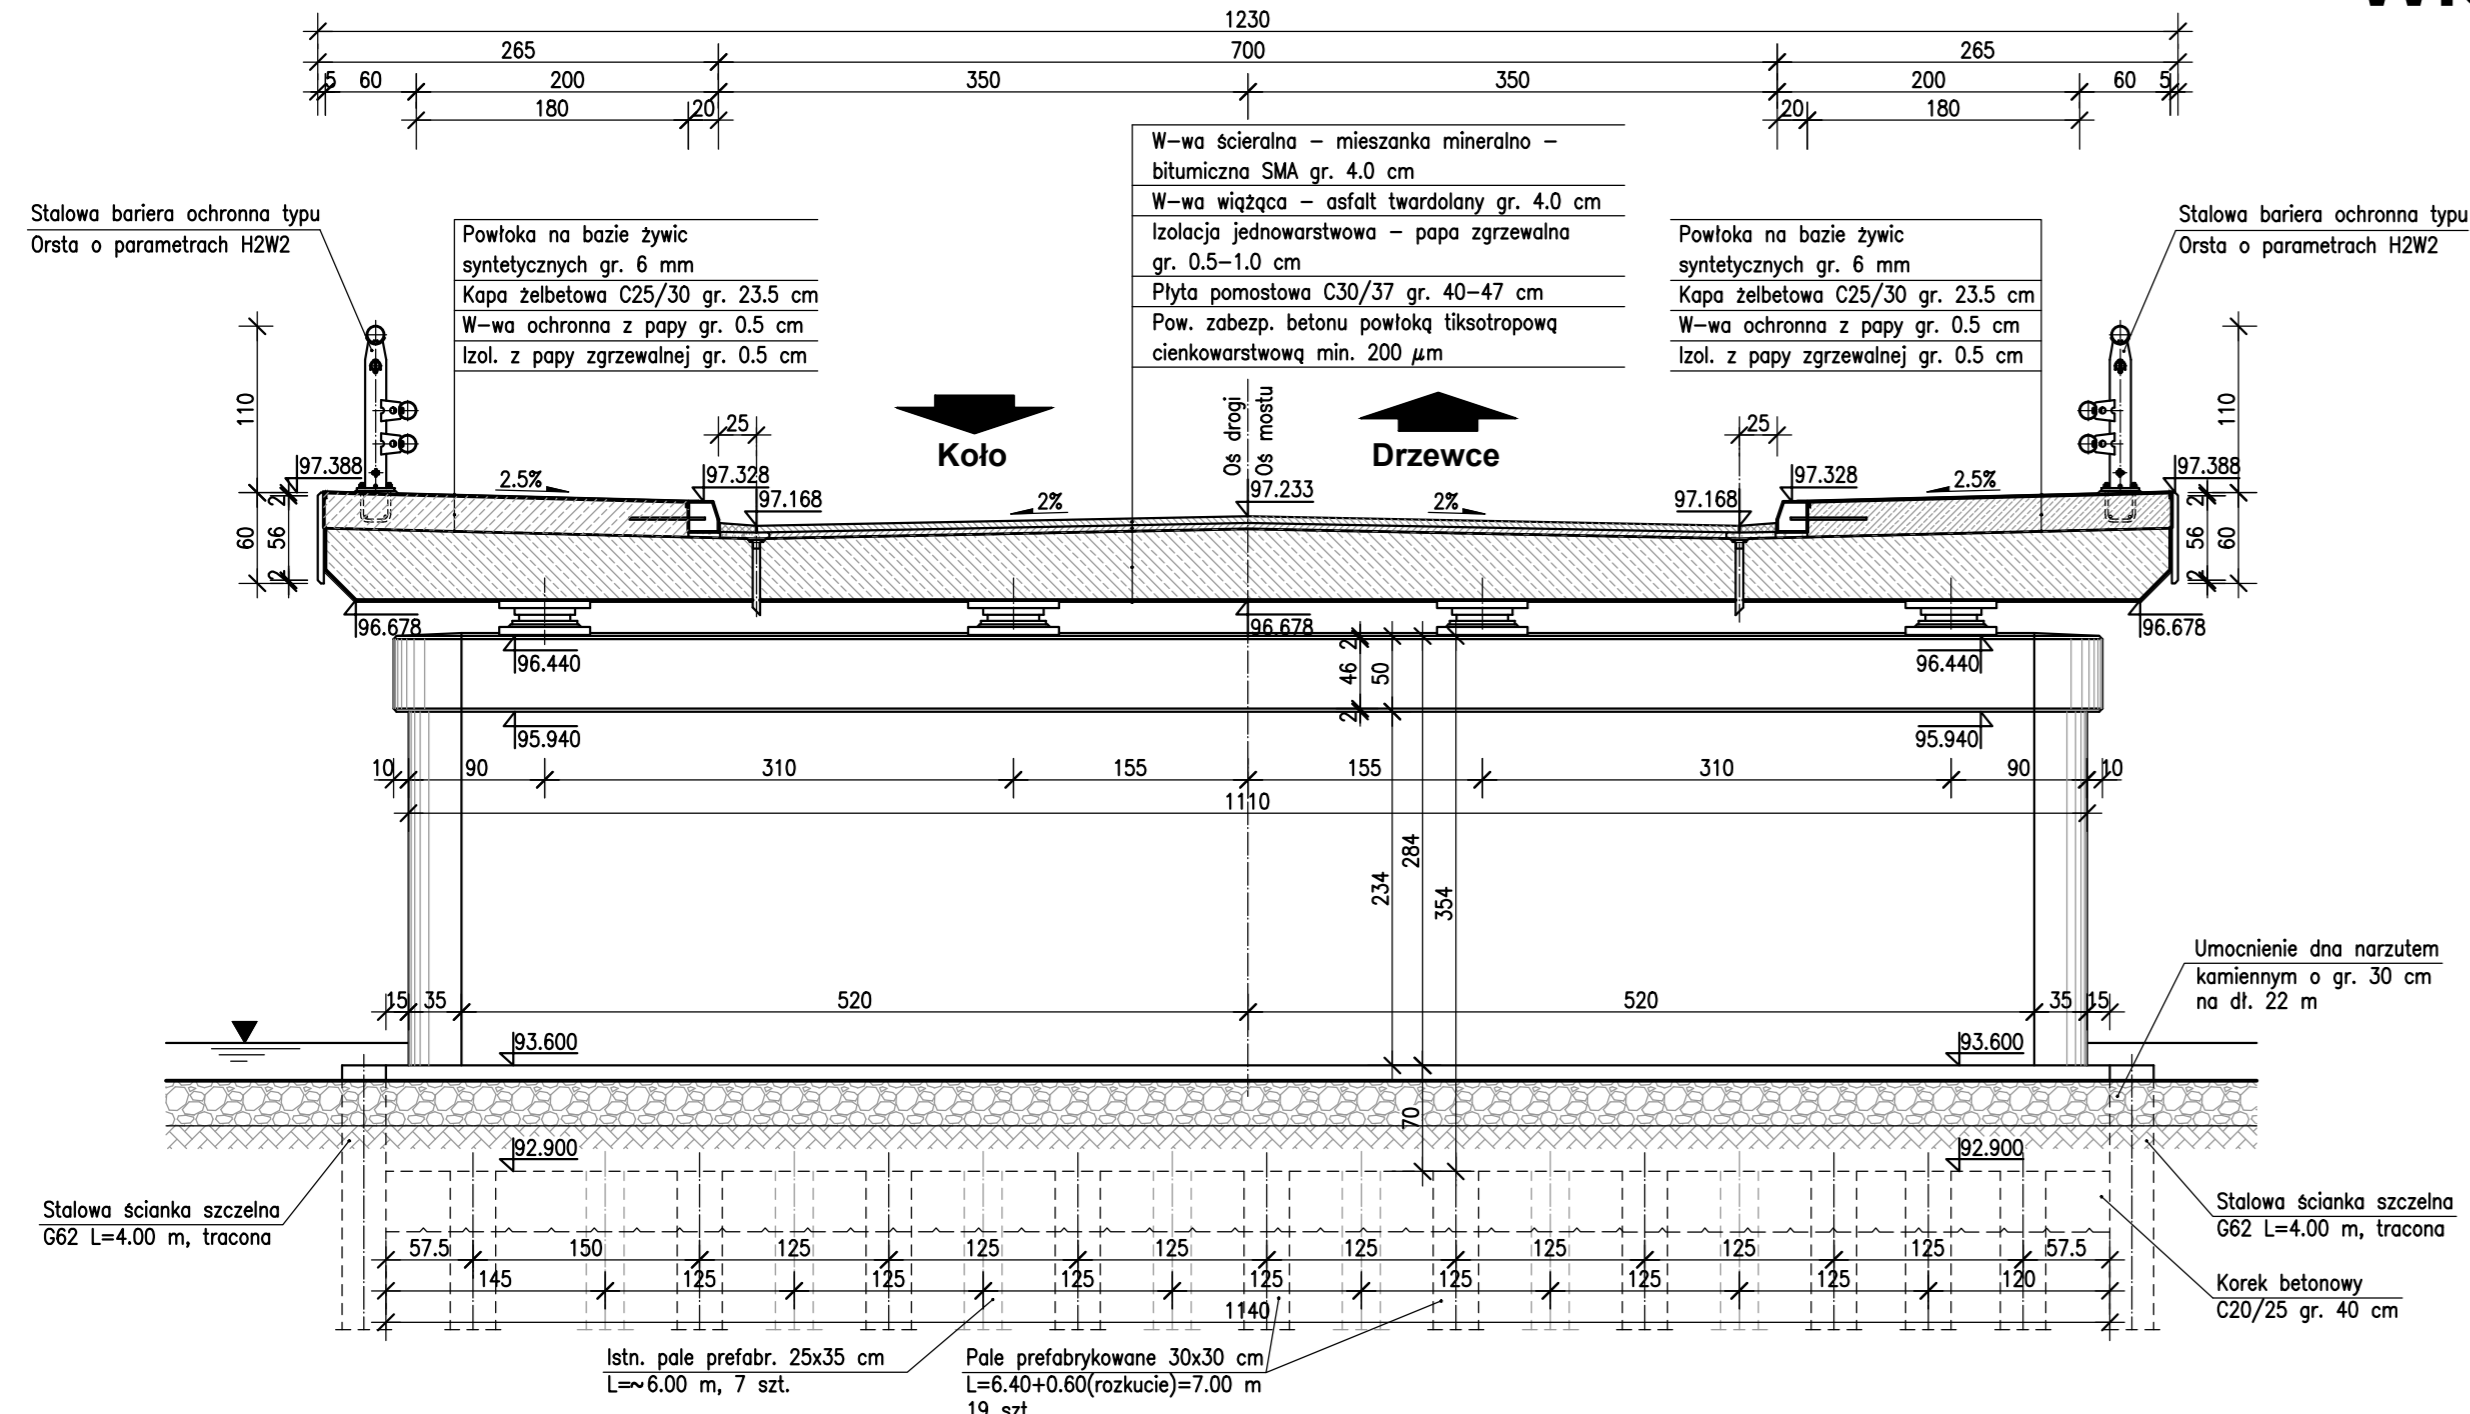 1230
265 700 265
5 60 200 350 350 200 60 5
180 20 20 180
W-wa ścieralna – mieszanka mineralno –
bitumiczna SMA gr. 4.0 cm
W-wa wiążąca – asfalt twardolany gr. 4.0 cm
Izolacja jednowarstwowa – papa zgrzewalna
gr. 0.5-1.0 cm
Płyta pomostowa C30/37 gr. 40-47 cm
Pow. zabezp. betonu powłoką tiksotropową
cienkowarstwową min. 200 μm
Stalowa bariera ochronna typu
Orsta o parametrach H2W2
Powłoka na bazie żywic
syntetycznych gr. 6 mm
Kapa żelbetowa C25/30 gr. 23.5 cm
W-wa ochronna z papy gr. 0.5 cm
Izol. z papy zgrzewalnej gr. 0.5 cm
Powłoka na bazie żywic
syntetycznych gr. 6 mm
Kapa żelbetowa C25/30 gr. 23.5 cm
W-wa ochronna z papy gr. 0.5 cm
Izol. z papy zgrzewalnej gr. 0.5 cm
Stalowa bariera ochronna typu
Orsta o parametrach H2W2
110 25 Oś drogi Oś mostu 25 110
Koło Drzewce
97.388 2.5% 97.328 97.168 2% 97.233 2% 97.168 97.328 2.5% 97.388
60 2 56 2 2 56 2 60
96.678 96.678 96.678
96.440 2 46 2 50 96.440
95.940 95.940
10 90 310 155 155 310 90 10
1110
234 284 354
Umocnienie dna narzutem
kamiennym o gr. 30 cm
na dł. 22 m
15 35 520 520 35 15
93.600 93.600
70
92.900 92.900
Stalowa ścianka szczelna
G62 L=4.00 m, tracona
Stalowa ścianka szczelna
G62 L=4.00 m, tracona
57.5 150 125 125 125 125 125 125 125 57.5
145 125 125 125 125 125 125 125 120
1140
Korek betonowy
C20/25 gr. 40 cm
Istn. pale prefabr. 25x35 cm
L=~6.00 m, 7 szt.
Pale prefabrykowane 30x30 cm
L=6.40+0.60(rozkucie)=7.00 m
19 szt